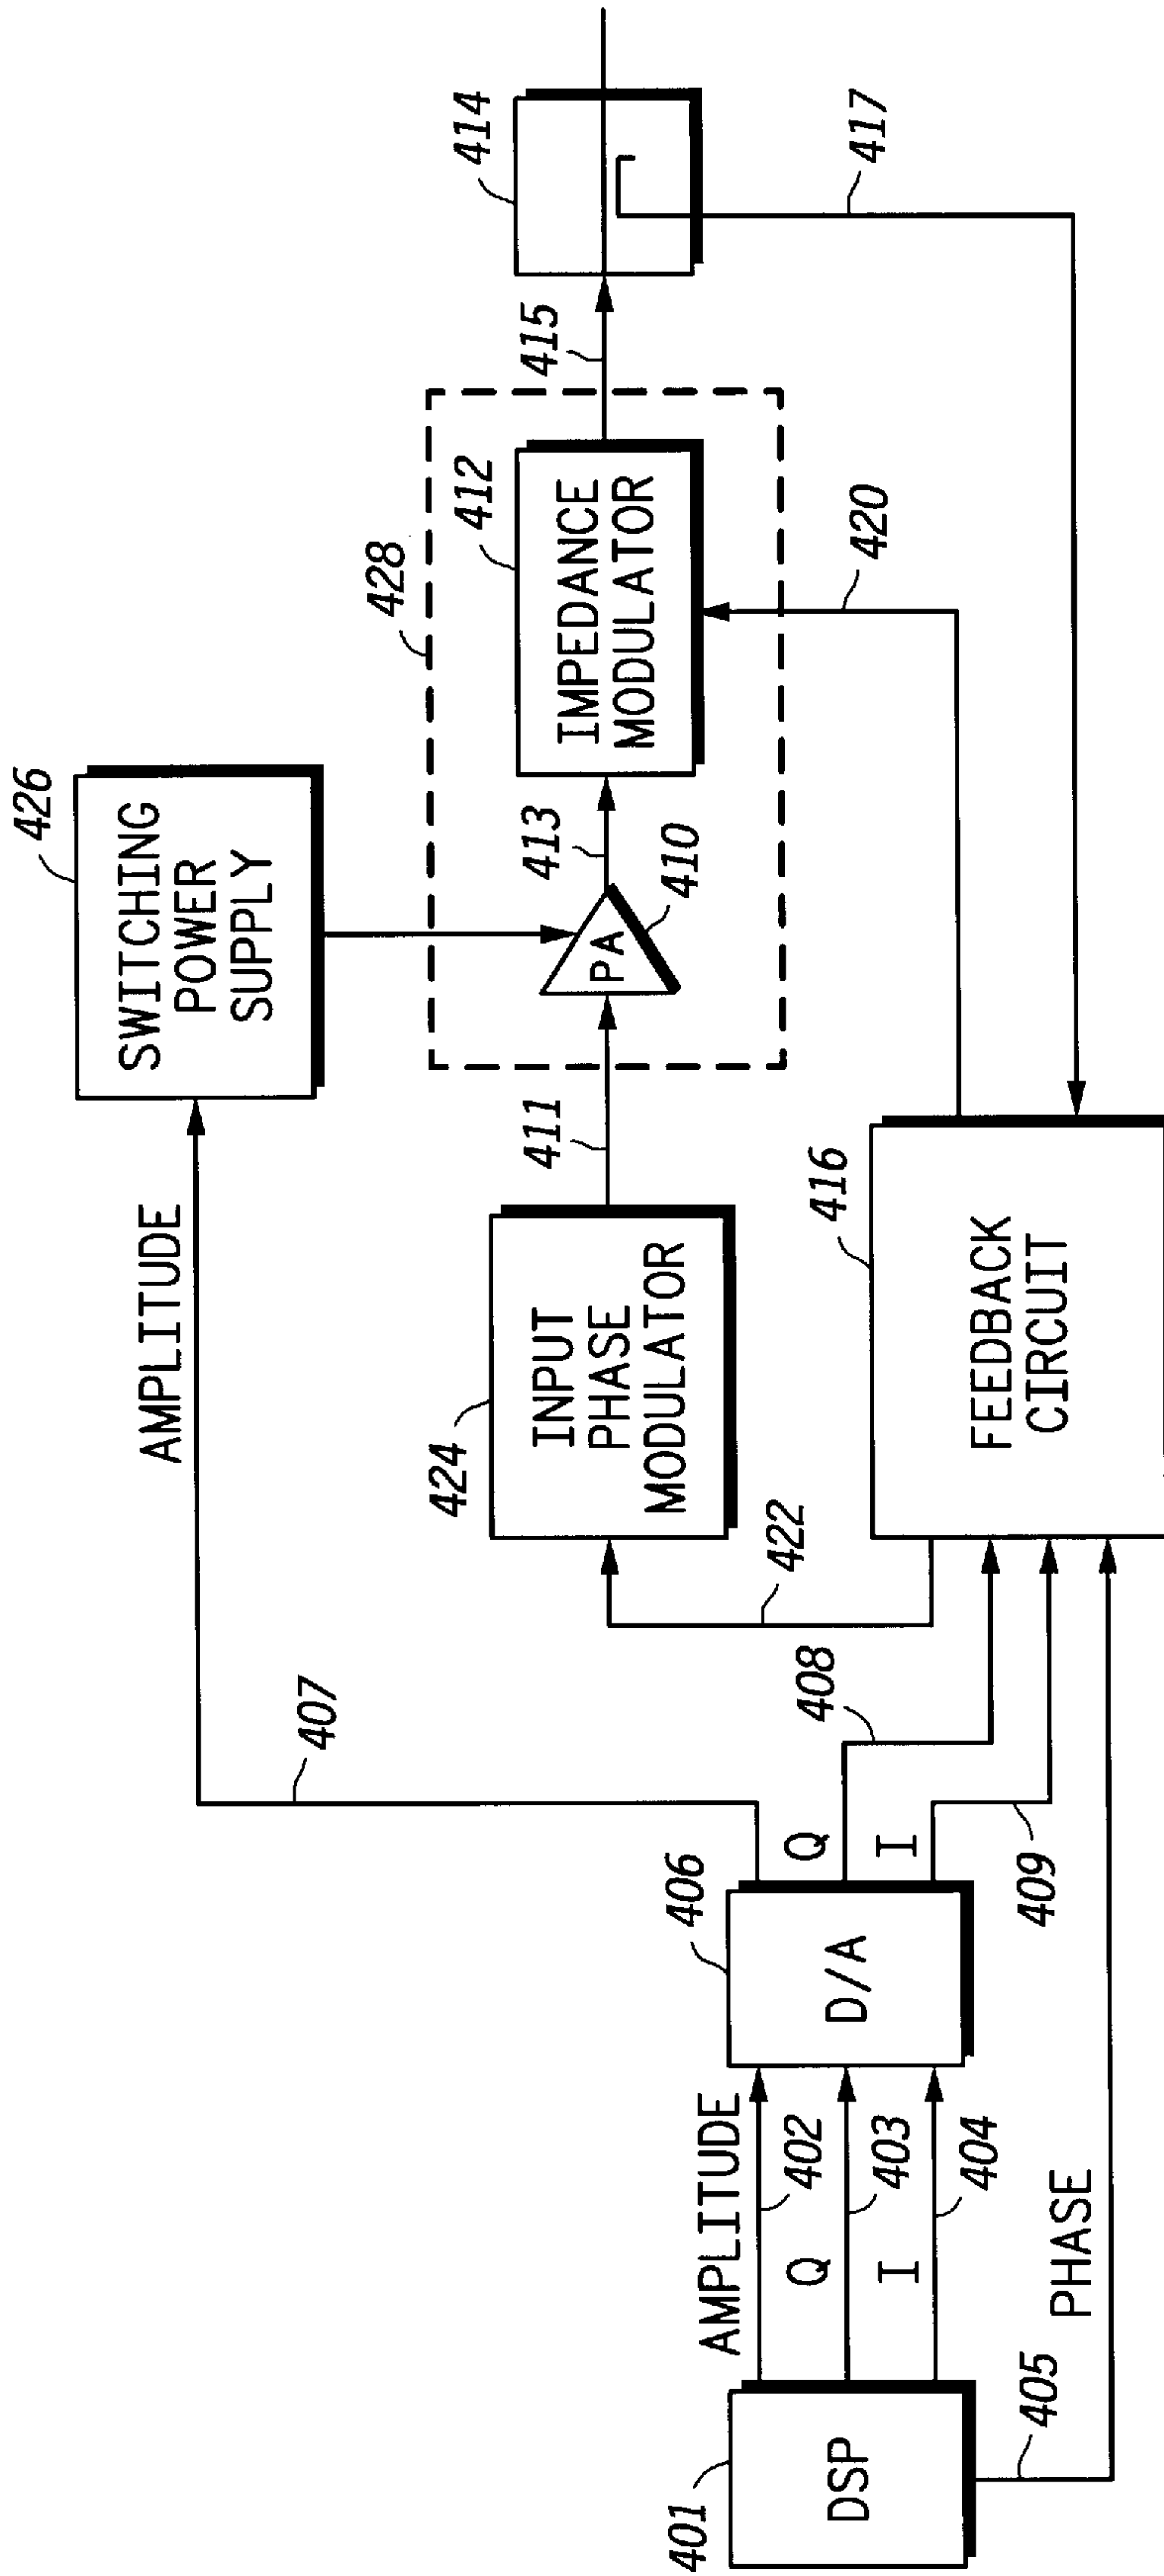 426
SWITCHING
POWER
SUPPLY
AMPLITUDE
407
428
414
412
IMPEDANCE
MODULATOR
415
413
PA
410
411
424
INPUT
PHASE
MODULATOR
422
420
417
416
FEEDBACK
CIRCUIT
408
409
406
D/A
Q
I
AMPLITUDE
402
Q
403
I
404
401
DSP
405
PHASE